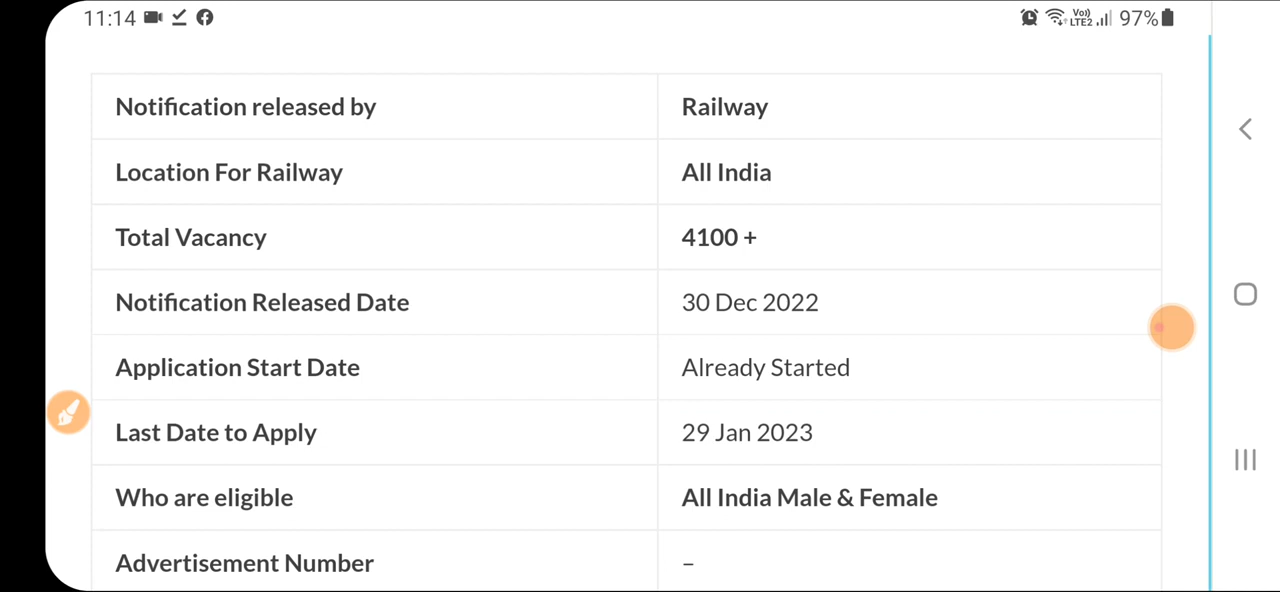 11:14 Vo) LTE2 97%
Notification released by Railway
Location For Railway All India
Total Vacancy 4100 +
Notification Released Date 30 Dec 2022
Application Start Date Already Started
Last Date to Apply 29 Jan 2023
Who are eligible All India Male & Female
Advertisement Number –